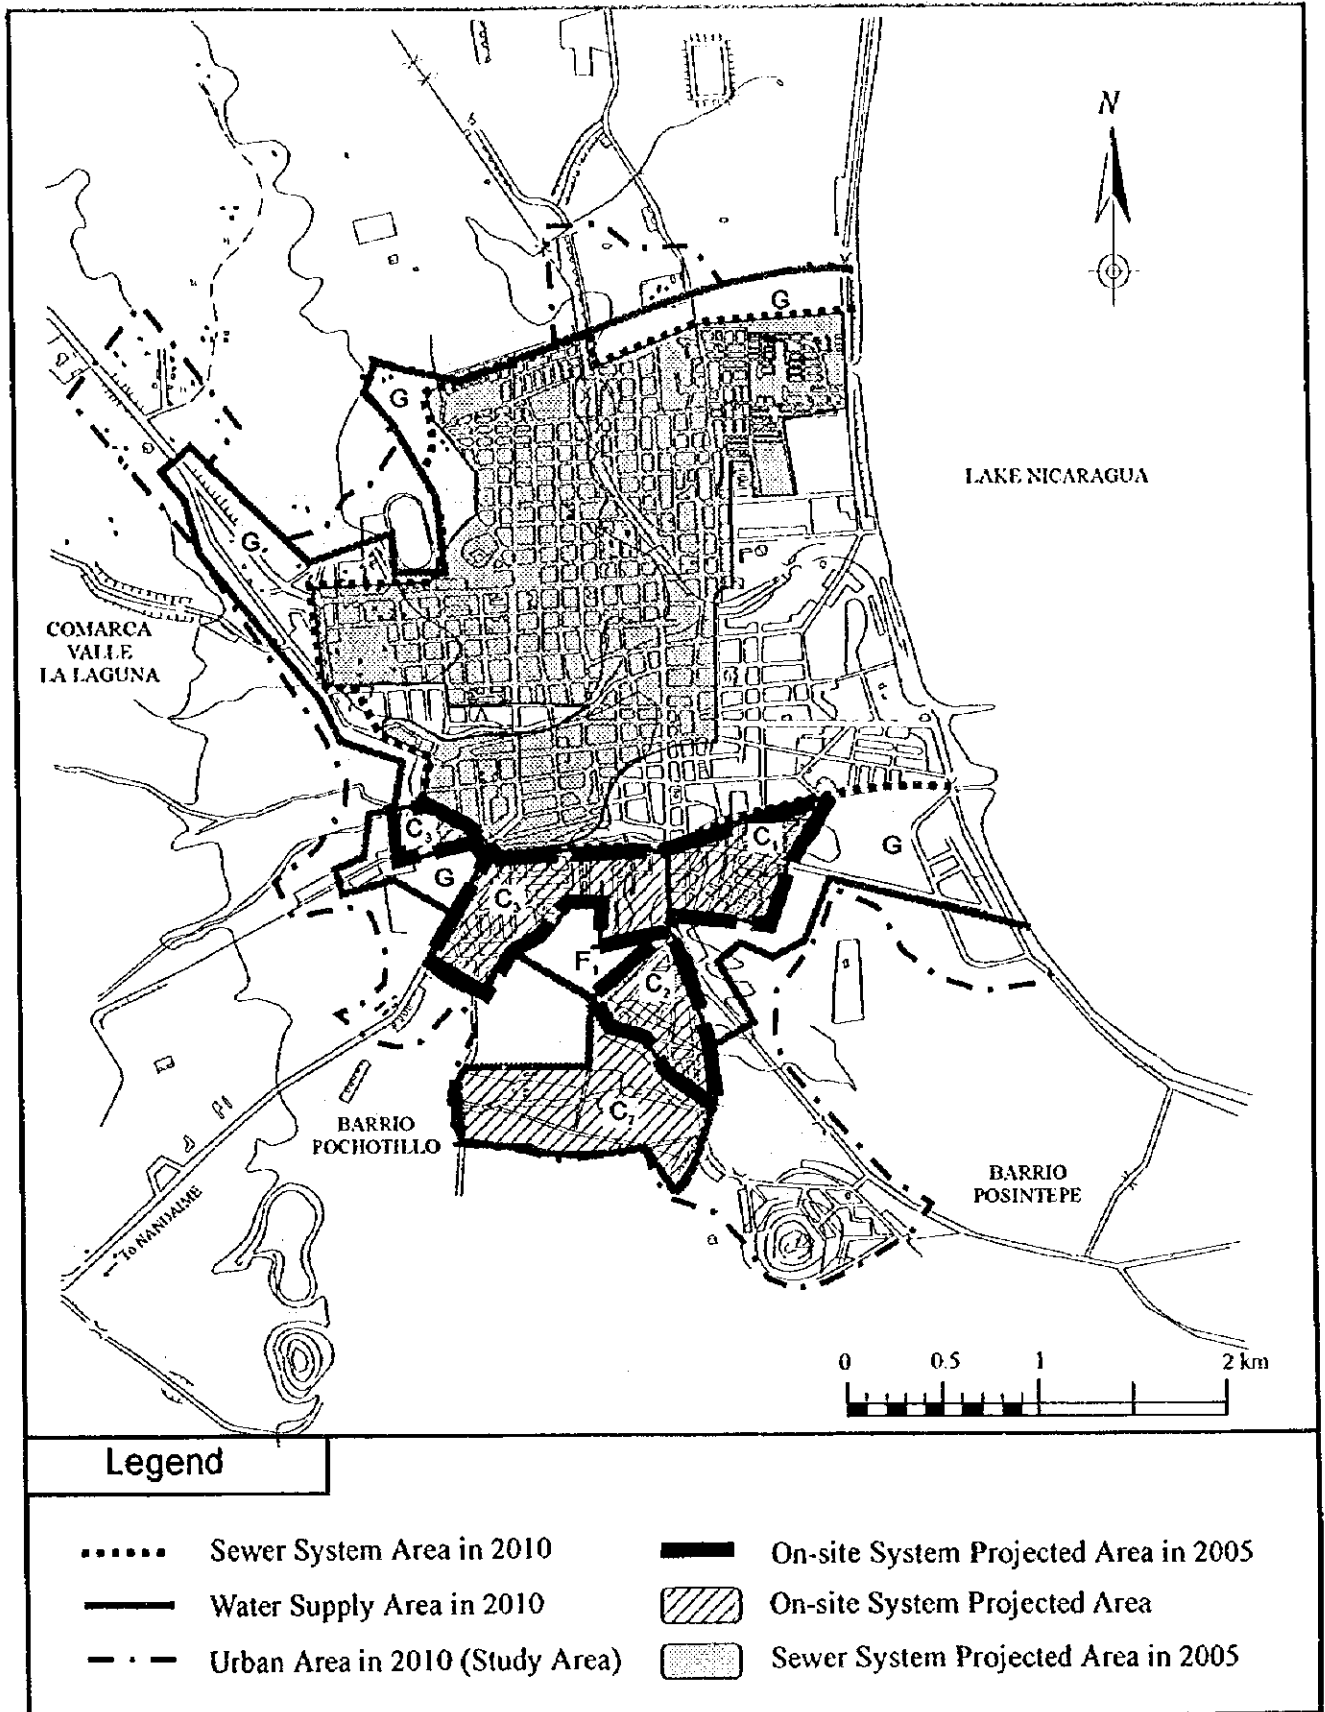 N
G
G
LAKE NICARAGUA
G
COMARCA
VALLE
LA LAGUNA
A
B
C₃
C₁
G
G
C₃
F₁
C₂
C₂
BARRIO
POCHOTILLO
BARRIO
POSINTEPE
To NANDAIME
0 0.5 1 2 km
Legend
Sewer System Area in 2010
On-site System Projected Area in 2005
Water Supply Area in 2010
On-site System Projected Area
Urban Area in 2010 (Study Area)
Sewer System Projected Area in 2005